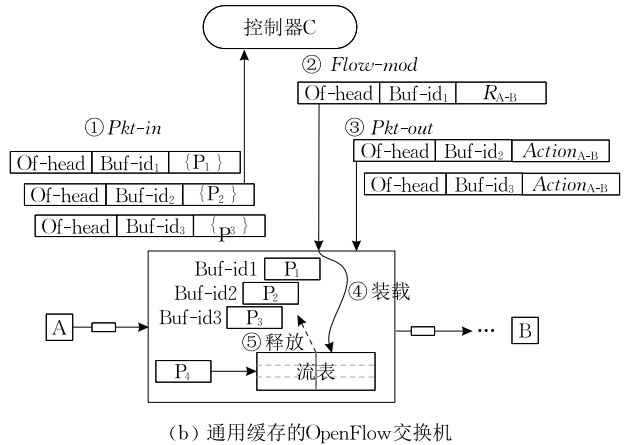 控制器C
② Flow-mod
Of-head Buf-id₁ R_A-B
① Pkt-in
③ Pkt-out
Of-head Buf-id₂ Action_A-B
Of-head Buf-id₁ {P₁}
Of-head Buf-id₃ Action_A-B
Of-head Buf-id₂ {P₂}
Of-head Buf-id₃ {P₃}
Buf-id1 P₁
Buf-id2 P₂
④装载
Buf-id3 P₃
A
B
⑤释放
P₄
流表
(b) 通用缓存的OpenFlow交换机